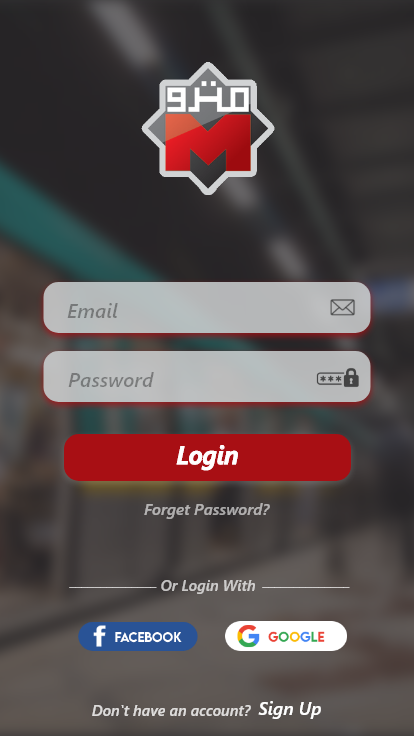 مترو
M
Email
Password
Login
Forget Password?
Or Login With
f FACEBOOK
G GOOGLE
Don't have an account? Sign Up